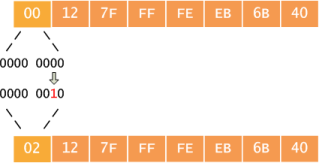 00 12 7F FF FE EB 6B 40
0000 0000
0000 0010
02 12 7F FF FE EB 6B 40